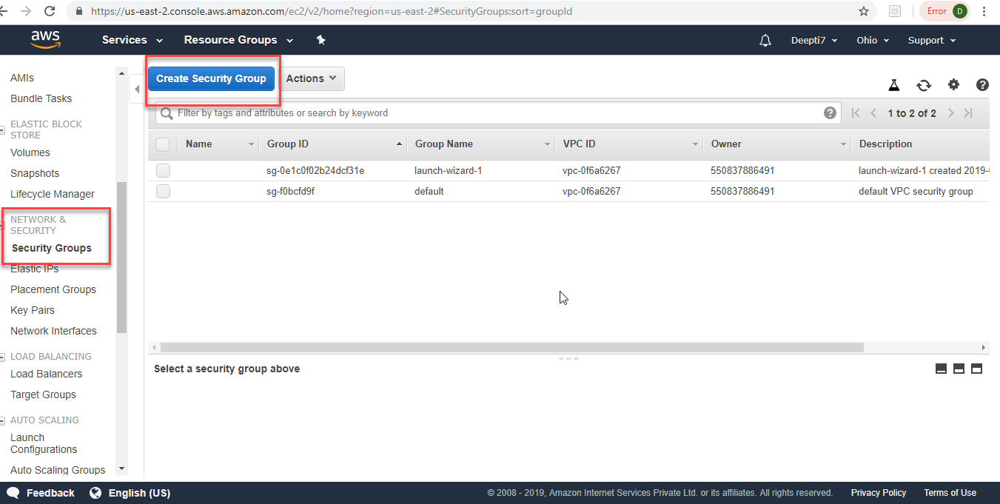 https://us-east-2.console.aws.amazon.com/ec2/v2/home?region=us-east-2#SecurityGroups:sort=groupId
Error D
aws Services Resource Groups Deepti7 Ohio Support
AMIs
Bundle Tasks
ELASTIC BLOCK
STORE
Volumes
Snapshots
Lifecycle Manager
NETWORK &
SECURITY
Security Groups
Elastic IPs
Placement Groups
Key Pairs
Network Interfaces
LOAD BALANCING
Load Balancers
Target Groups
AUTO SCALING
Launch
Configurations
Auto Scaling Groups
Create Security Group Actions
Filter by tags and attributes or search by keyword 1 to 2 of 2
Name Group ID Group Name VPC ID Owner Description
sg-0e1c0f02b24dcf31e launch-wizard-1 vpc-0f6a6267 550837886491 launch-wizard-1 created 2019-
sg-f0bcfd9f default vpc-0f6a6267 550837886491 default VPC security group
Select a security group above
Feedback English (US) © 2008 - 2019, Amazon Internet Services Private Ltd. or its affiliates. All rights reserved. Privacy Policy Terms of Use